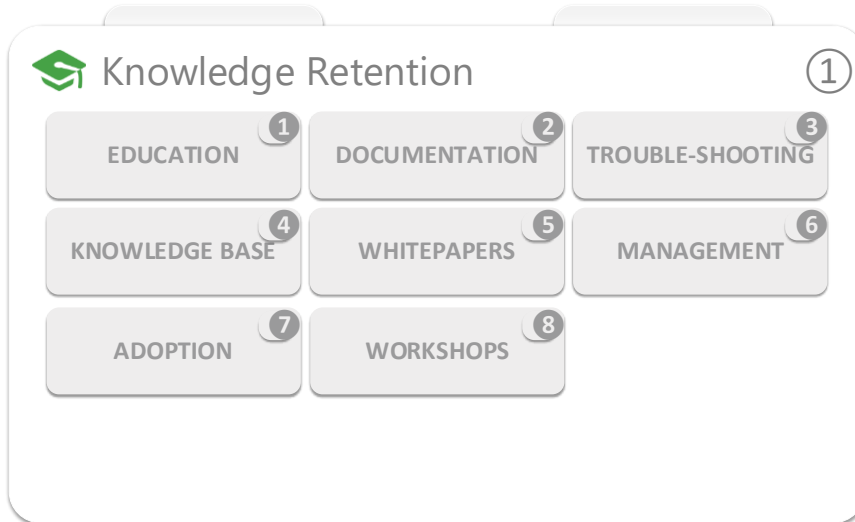 Knowledge Retention
1
EDUCATION
1
DOCUMENTATION
2
TROUBLE-SHOOTING
3
KNOWLEDGE BASE
4
WHITEPAPERS
5
MANAGEMENT
6
ADOPTION
7
WORKSHOPS
8